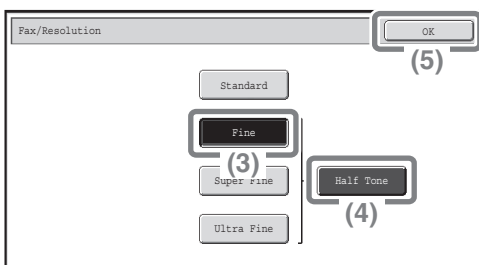 Fax/Resolution
OK
(5)
Standard
Fine
(3)
Super Fine
Half Tone
(4)
Ultra Fine